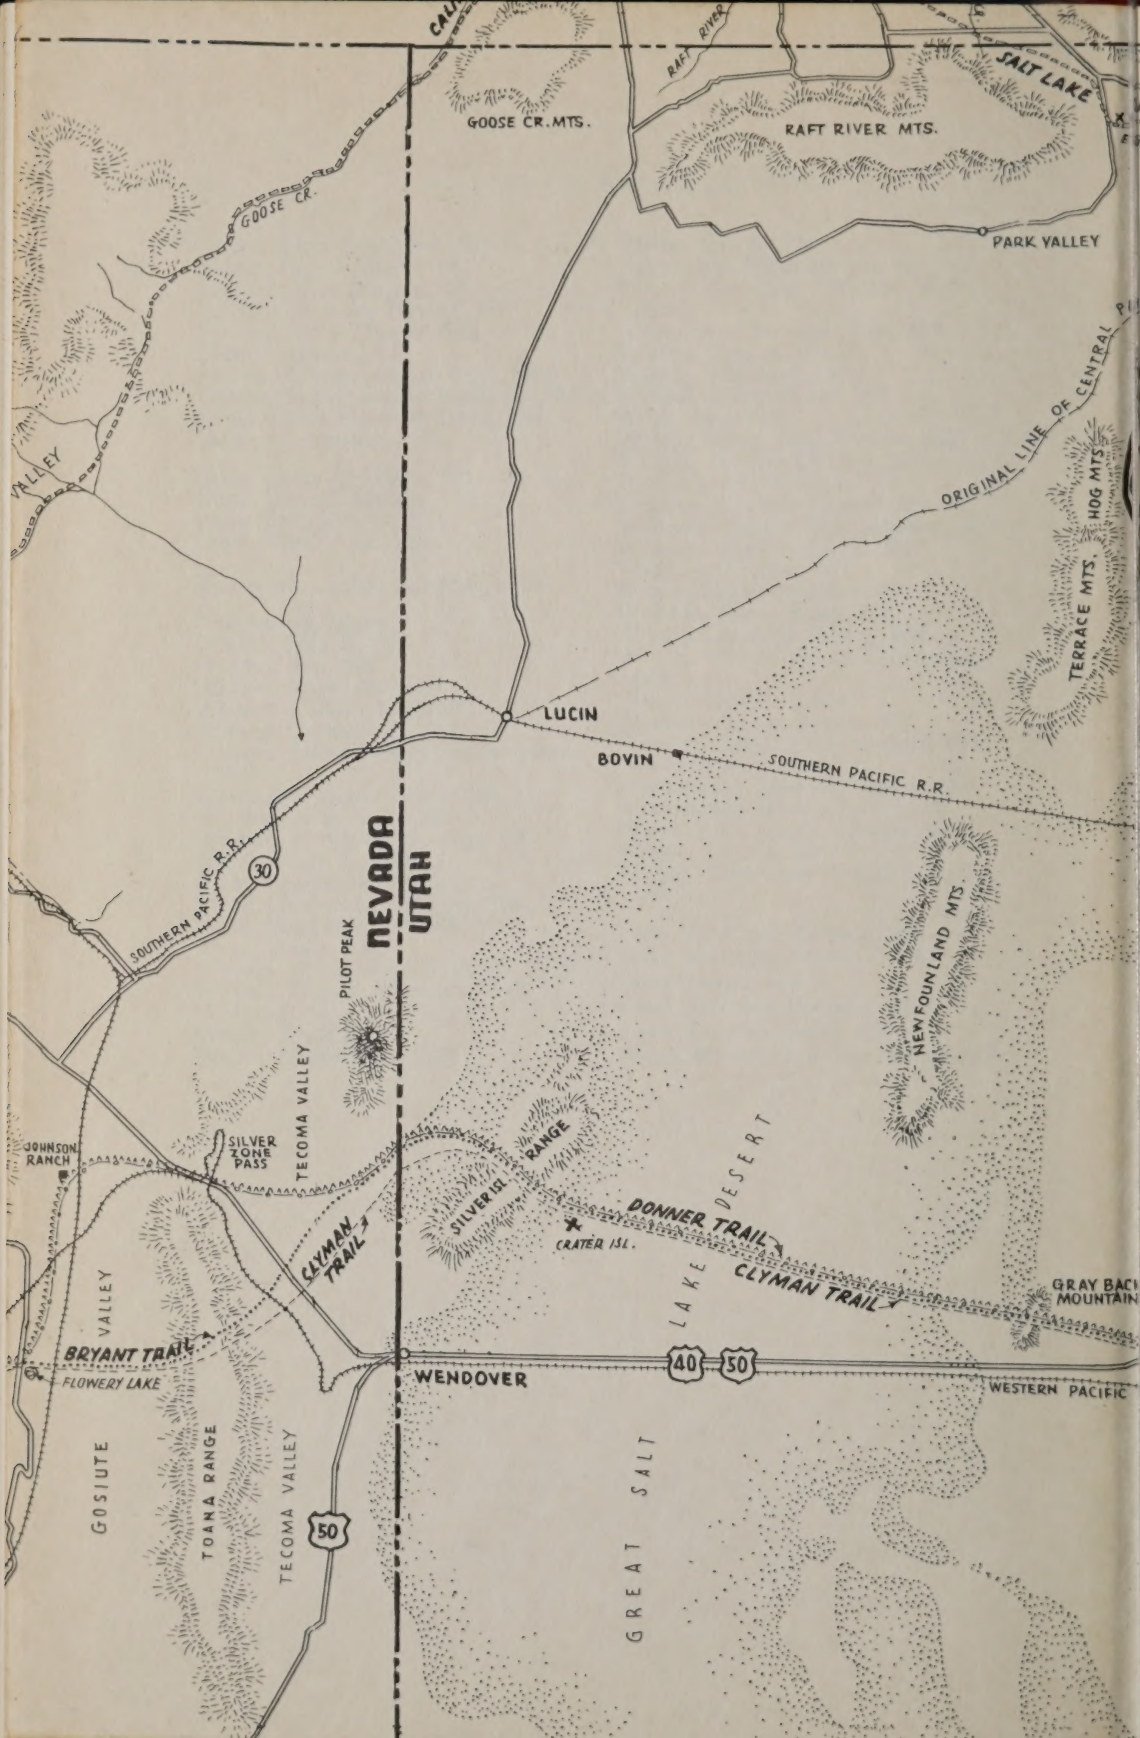 CALI
RAFT RIVER
SALT LAKE
GOOSE CR. MTS.
RAFT RIVER MTS.
GOOSE CR.
PARK VALLEY
ORIGINAL LINE OF CENTRAL
VALLEY
HOG MTS.
TERRACE MTS.
LUCIN
BOVIN
SOUTHERN PACIFIC R.R.
SOUTHERN PACIFIC R.R.
30
NEVADA
UTAH
PILOT PEAK
NEWFOUNLAND MTS.
TECOMA VALLEY
JOHNSON
RANCH
SILVER
ZONE
PASS
SILVER ISL RANGE
DONNER TRAIL
CRATER ISL.
CLYMAN
TRAIL
CLYMAN TRAIL
GRAY BACK
MOUNTAIN
BRYANT TRAIL
FLOWERY LAKE
40
50
WENDOVER
WESTERN PACIFIC
GOSIUTE VALLEY
TOANA RANGE
TECOMA VALLEY
50
GREAT SALT LAKE DESERT